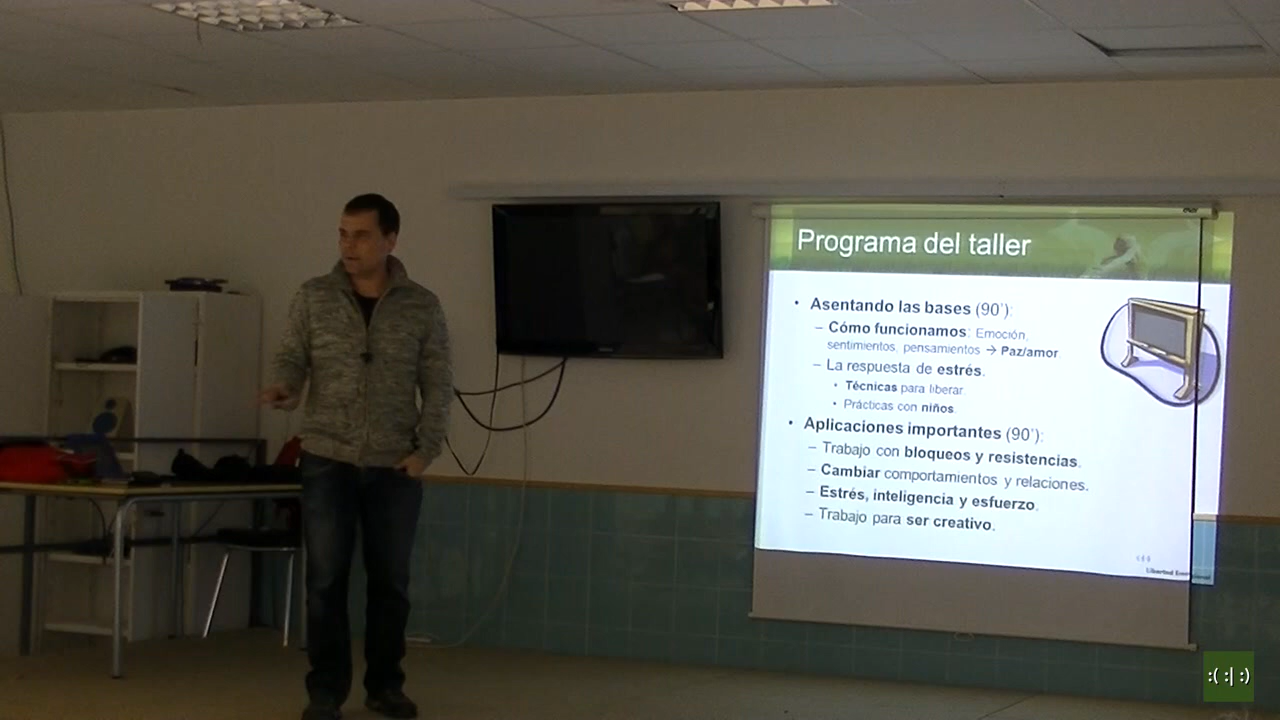 Programa del taller
• Asentando las bases (90'):
– Cómo funcionamos: Emoción,
sentimientos, pensamientos → Paz/amor
– La respuesta de estrés.
• Técnicas para liberar.
• Prácticas con niños.
• Aplicaciones importantes (90'):
– Trabajo con bloqueos y resistencias.
– Cambiar comportamientos y relaciones.
– Estrés, inteligencia y esfuerzo.
– Trabajo para ser creativo.
Libertad
:( :| :)